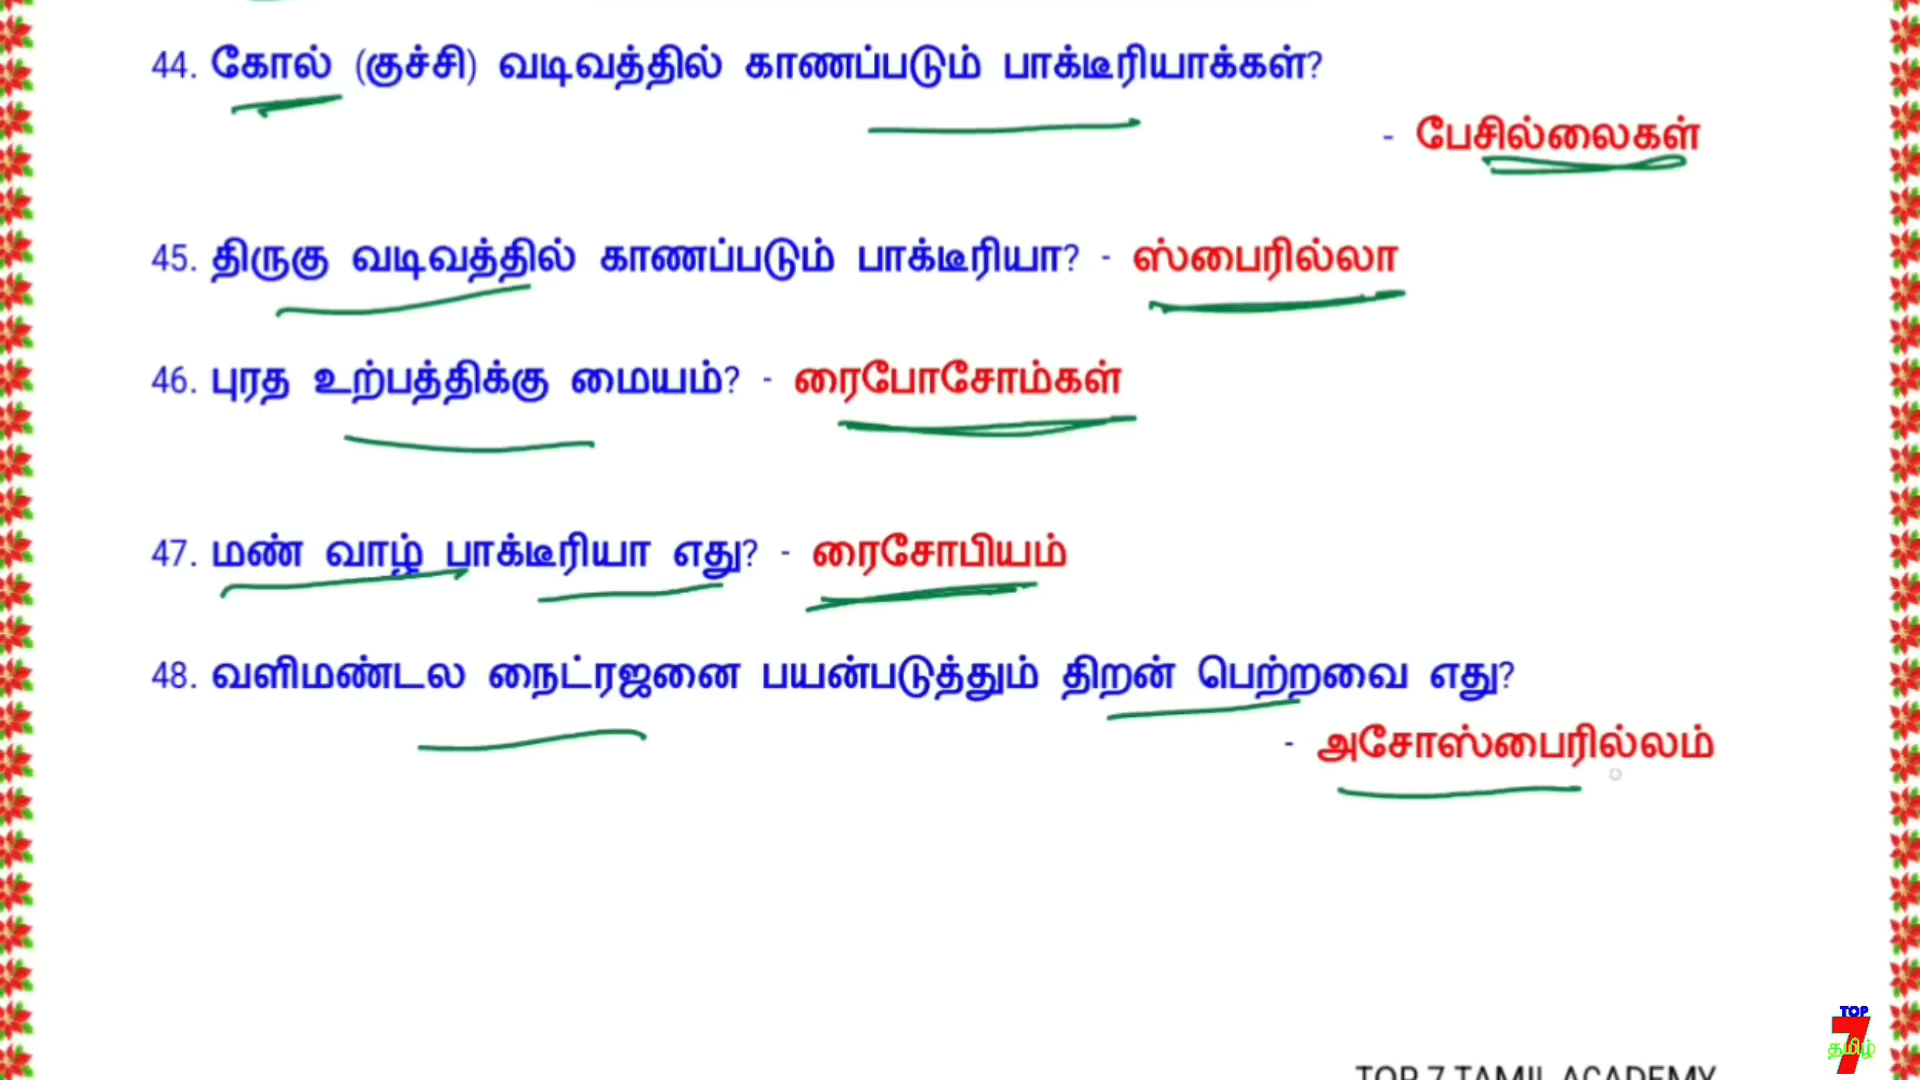 44. கோல் (குச்சி) வடிவத்தில் காணப்படும் பாக்டீரியாக்கள்?
- பேசில்லைகள்
45. திருகு வடிவத்தில் காணப்படும் பாக்டீரியா? - ஸ்பைரில்லா
46. புரத உற்பத்திக்கு மையம்? - ரைபோசோம்கள்
47. மண் வாழ் பாக்டீரியா எது? - ரைசோபியம்
48. வளிமண்டல நைட்ரஜனை பயன்படுத்தும் திறன் பெற்றவை எது?
- அசோஸ்பைரில்லம்
TOP
7
தமிழ்
TOP 7 TAMIL ACADEMY